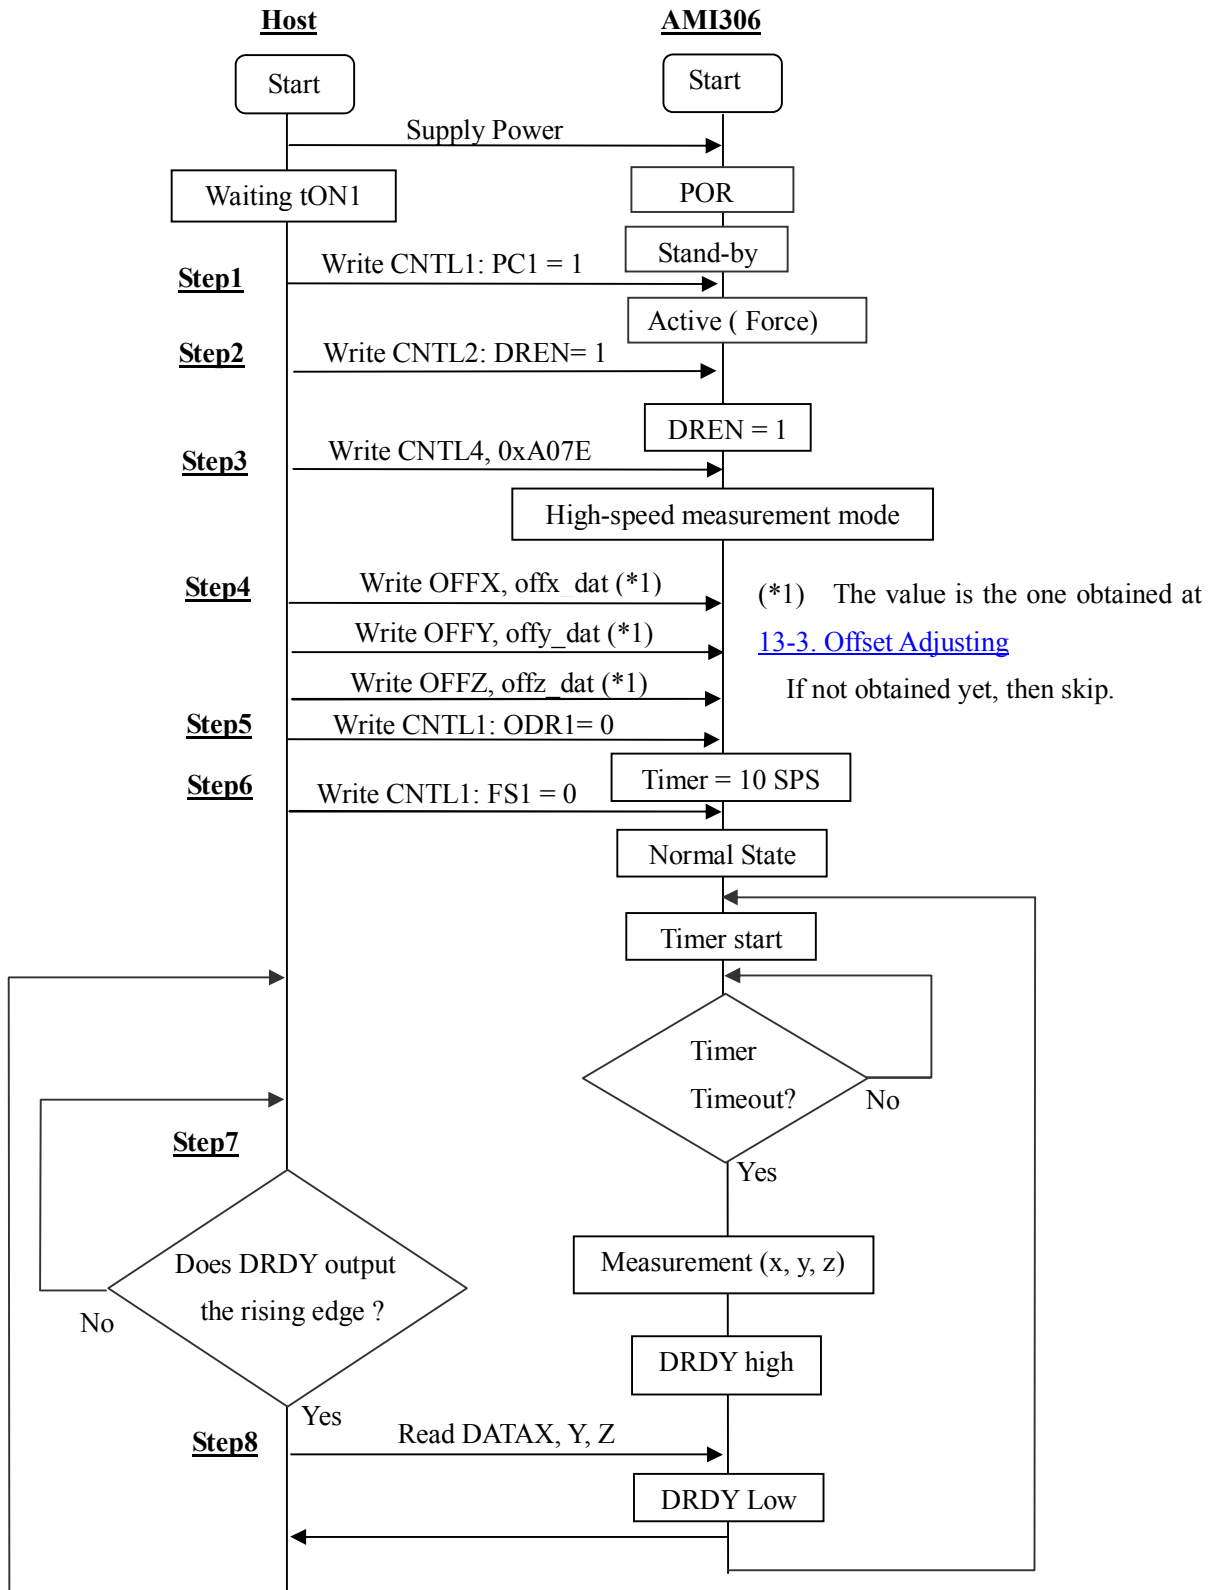 Host
AMI306
Start
Start
Supply Power
Waiting tON1
POR
Stand-by
Step1
Write CNTL1: PC1 = 1
Active ( Force)
Step2
Write CNTL2: DREN= 1
DREN = 1
Step3
Write CNTL4, 0xA07E
High-speed measurement mode
Step4
Write OFFX, offx_dat (*1)
(*1) The value is the one obtained at
Write OFFY, offy_dat (*1)
13-3. Offset Adjusting
Write OFFZ, offz_dat (*1)
If not obtained yet, then skip.
Step5
Write CNTL1: ODR1= 0
Timer = 10 SPS
Step6
Write CNTL1: FS1 = 0
Normal State
Timer start
Timer
Timeout?
No
Yes
Step7
Does DRDY output
the rising edge ?
No
Yes
Measurement (x, y, z)
DRDY high
Step8
Read DATAX, Y, Z
DRDY Low